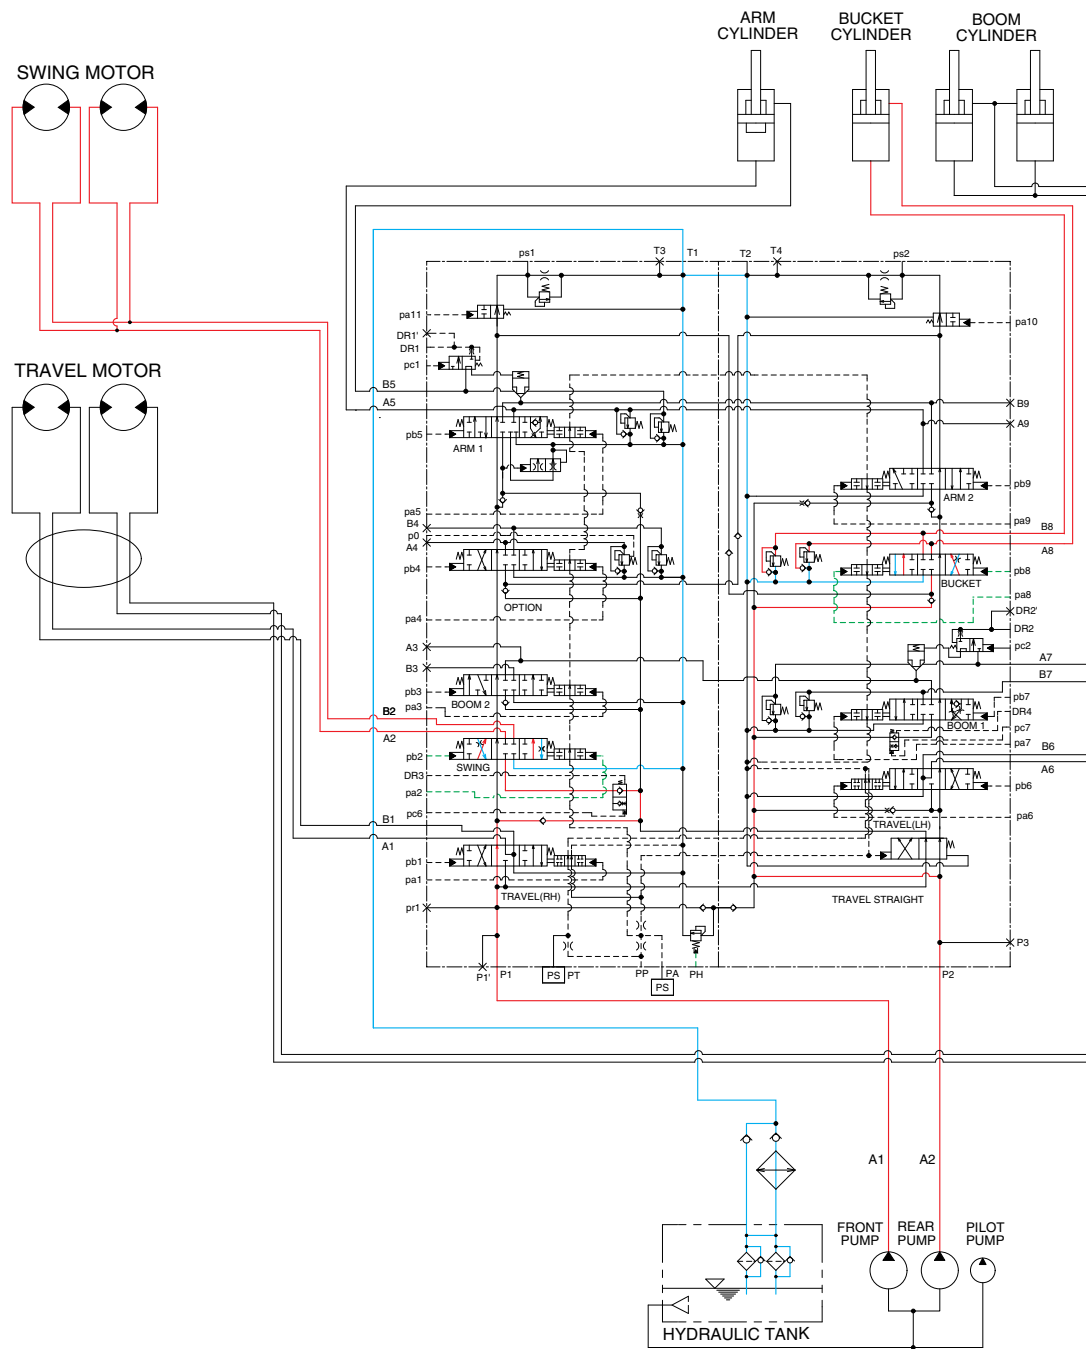 ARM
CYLINDER
BUCKET
CYLINDER
BOOM
CYLINDER
SWING MOTOR
TRAVEL MOTOR
ps1
T3
T1
T2
T4
ps2
pa11
DR1'
DR1
pc1
B5
A5
pb5
ARM 1
pa5
B4
p0
A4
pb4
OPTION
pa4
A3
B3
pb3
BOOM 2
pa3
B2
A2
pb2
SWING
DR3
pa2
pc6
B1
A1
pb1
pa1
TRAVEL(RH)
pr1
pa10
B9
A9
pb9
ARM 2
pa9
B8
A8
pb8
BUCKET
pa8
DR2'
DR2
pc2
A7
B7
pb7
DR4
BOOM 1
pc7
pa7
B6
A6
pb6
TRAVEL(LH)
pa6
TRAVEL STRAIGHT
P3
P1'
P1
PS
PT
PP
PA
PS
PH
P2
A1
A2
FRONT
PUMP
REAR
PUMP
PILOT
PUMP
HYDRAULIC TANK